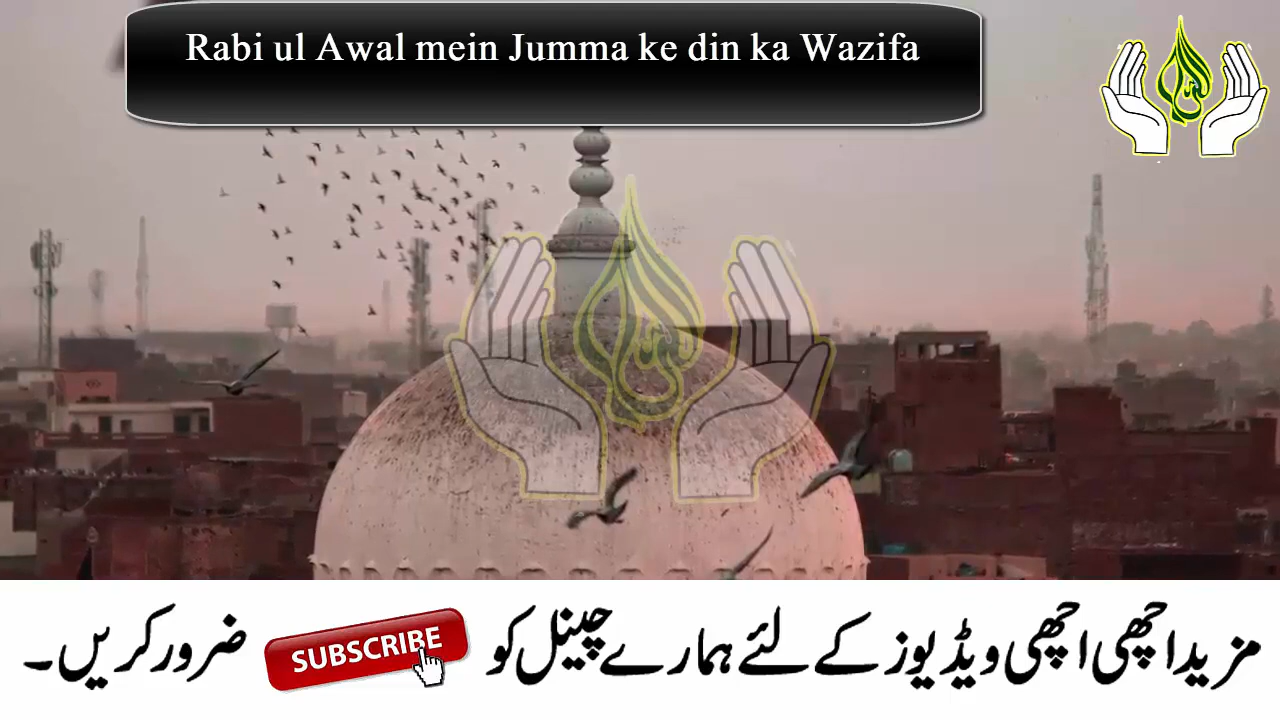 Rabi ul Awal mein Jumma ke din ka Wazifa
مزید اچھی اچھی ویڈیوز کے لئے ہمارے چینل کو SUBSCRIBE ضرور کریں۔